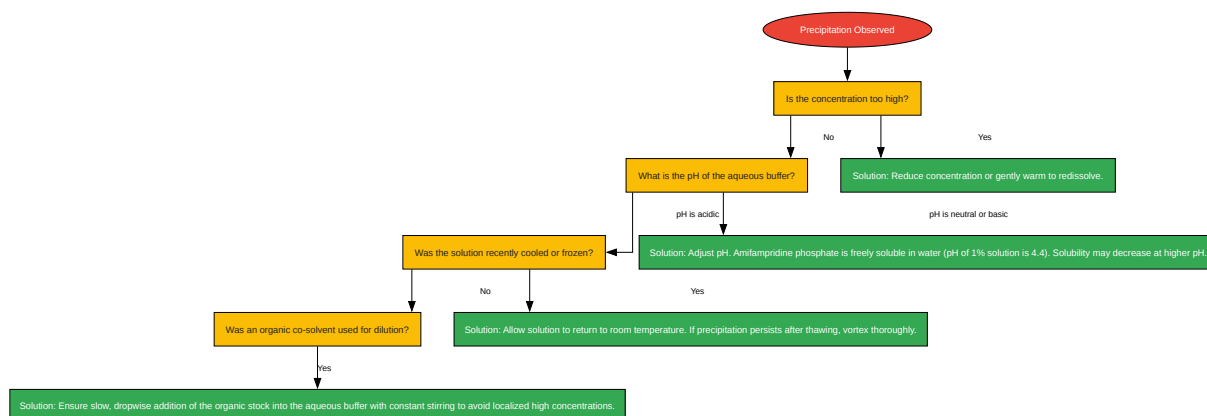 Precipitation Observed
Is the concentration too high?
No
Yes
What is the pH of the aqueous buffer?
Solution: Reduce concentration or gently warm to redissolve.
pH is acidic
pH is neutral or basic
Was the solution recently cooled or frozen?
Solution: Adjust pH. Amifampridine phosphate is freely soluble in water (pH of 1% solution is 4.4). Solubility may decrease at higher pH.
No
Yes
Was an organic co-solvent used for dilution?
Solution: Allow solution to return to room temperature. If precipitation persists after thawing, vortex thoroughly.
Yes
Solution: Ensure slow, dropwise addition of the organic stock into the aqueous buffer with constant stirring to avoid localized high concentrations.